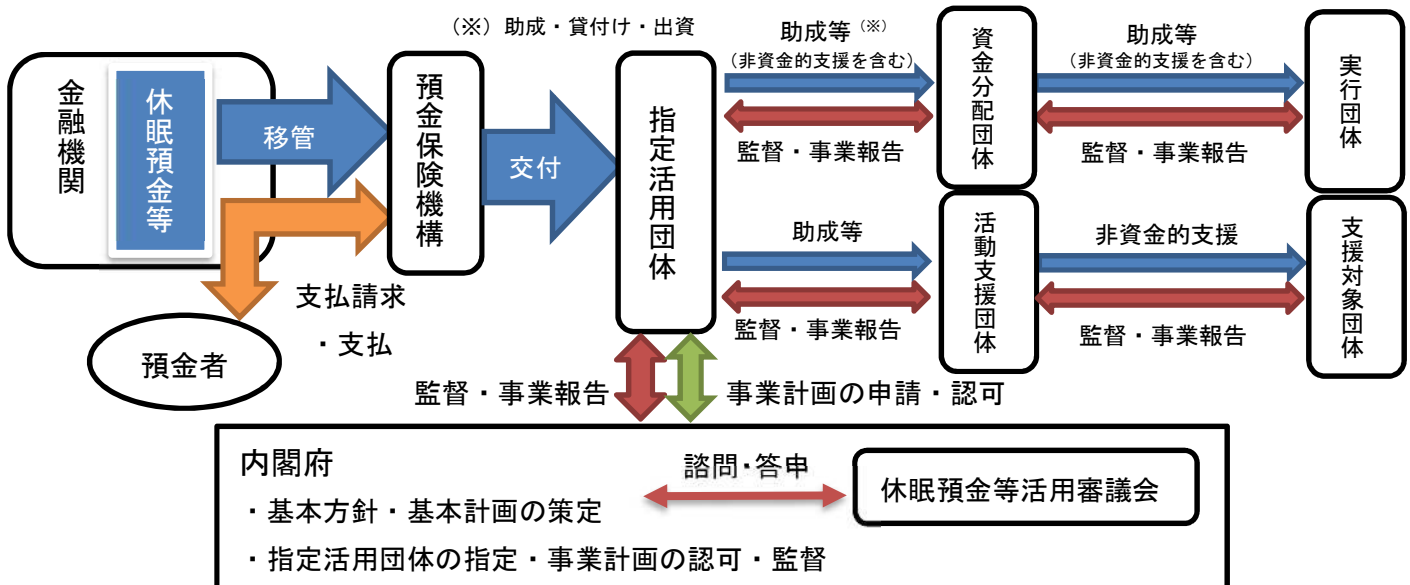 （※）助成・貸付け・出資
金融機関
休眠預金等
移管
預金保険機構
交付
指定活用団体
助成等（※）
（非資金的支援を含む）
監督・事業報告
資金分配団体
助成等
（非資金的支援を含む）
監督・事業報告
実行団体
助成等
監督・事業報告
活動支援団体
非資金的支援
監督・事業報告
支援対象団体
支払請求
・支払
預金者
監督・事業報告
事業計画の申請・認可
内閣府
諮問・答申
休眠預金等活用審議会
・基本方針・基本計画の策定
・指定活用団体の指定・事業計画の認可・監督